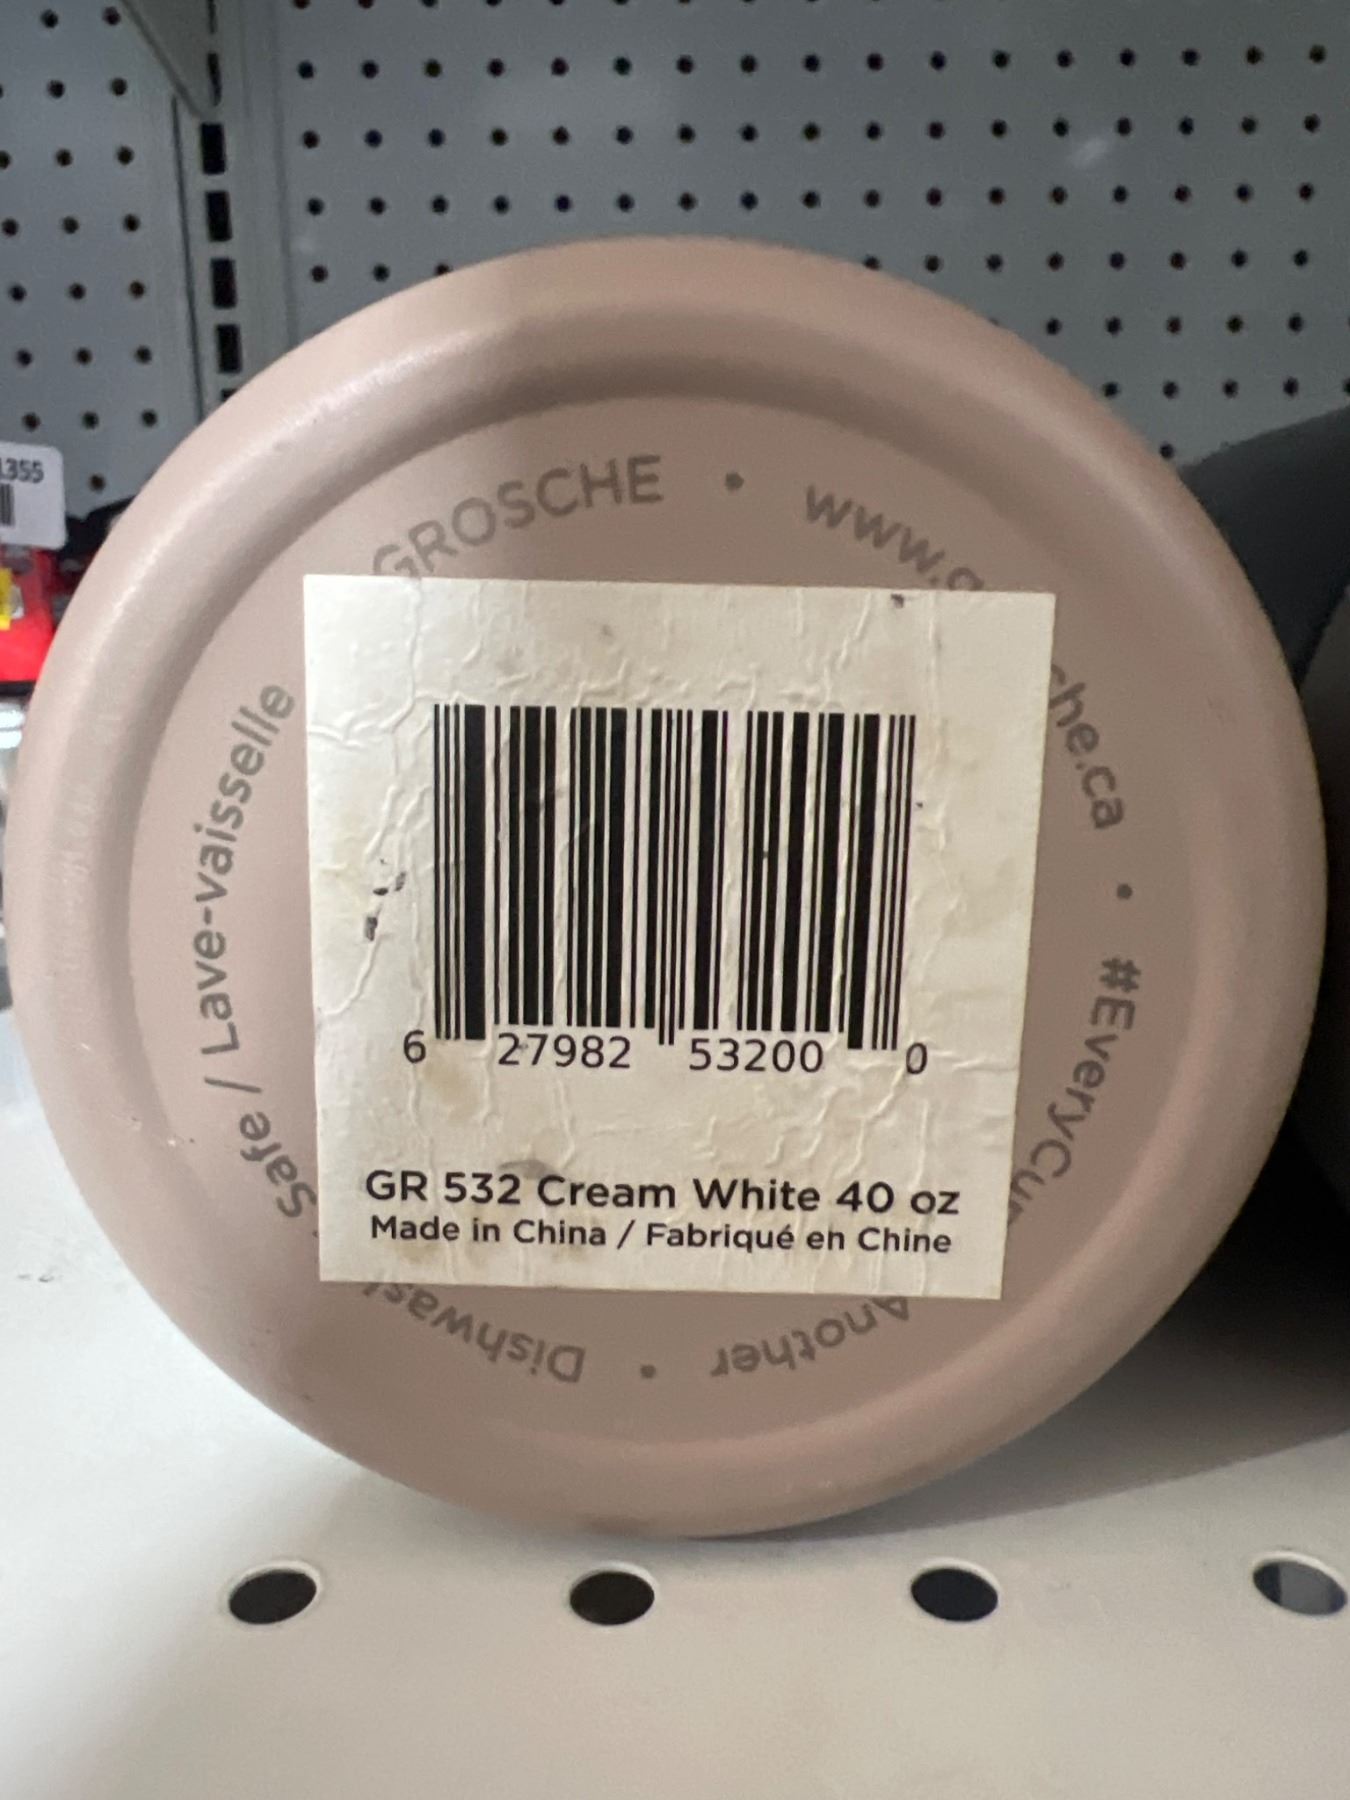 1355
GROSCHE • www.g
che.ca • #EveryCu
Another • Dishwas
Safe / Lave-vaisselle
6 27982 53200 0
GR 532 Cream White 40 oz
Made in China / Fabriqué en Chine